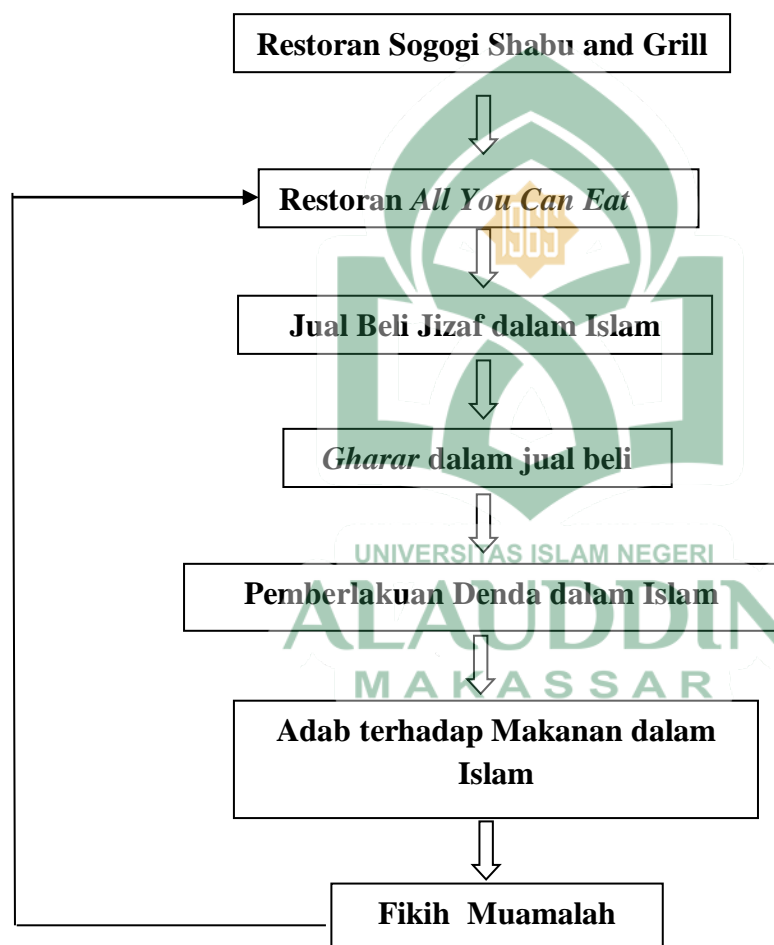 Restoran Sogogi Shabu and Grill
Restoran All You Can Eat
1965
Jual Beli Jizaf dalam Islam
Gharar dalam jual beli
UNIVERSITAS ISLAM NEGERI
Pemberlakuan Denda dalam Islam
ALAUDDIN
MAKASSAR
Adab terhadap Makanan dalam
Islam
Fikih Muamalah